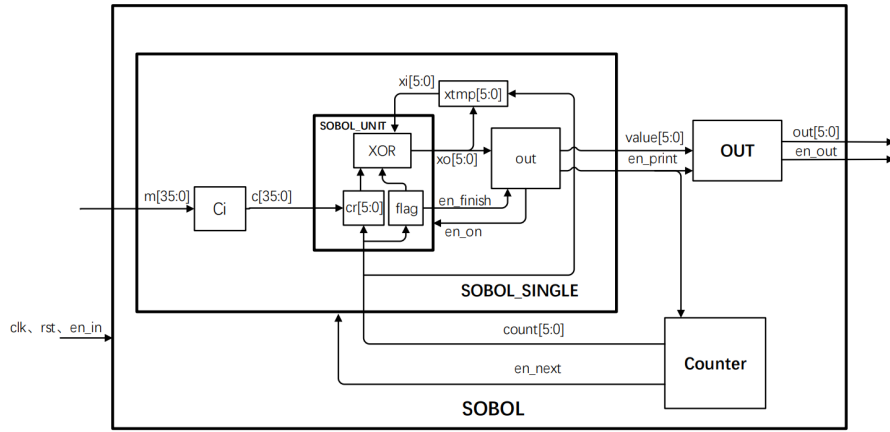 xi[5:0]
xtmp[5:0]
SOBOL_UNIT
XOR
xo[5:0]
out
value[5:0]
en_print
OUT
out[5:0]
en_out
m[35:0]
Ci
c[35:0]
cr[5:0]
flag
en_finish
en_on
SOBOL_SINGLE
clk、rst、en_in
count[5:0]
en_next
Counter
SOBOL